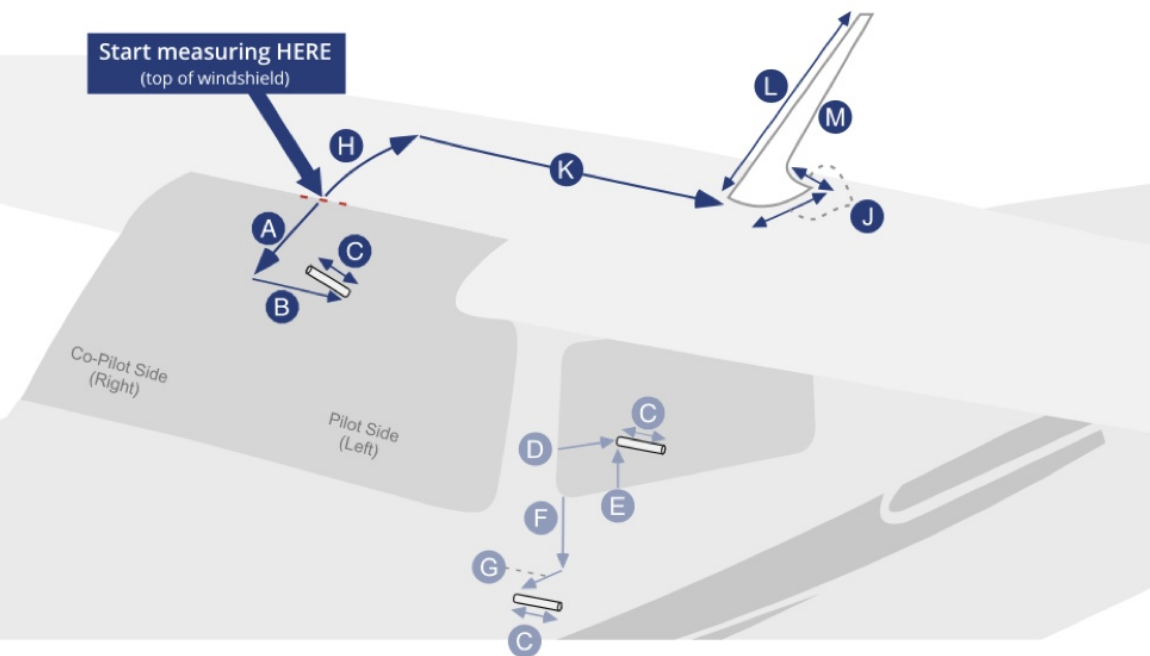 Start measuring HERE
(top of windshield)
L
M
H
K
J
A
C
B
Co-Pilot Side
(Right)
Pilot Side
(Left)
C
D
E
F
G
C